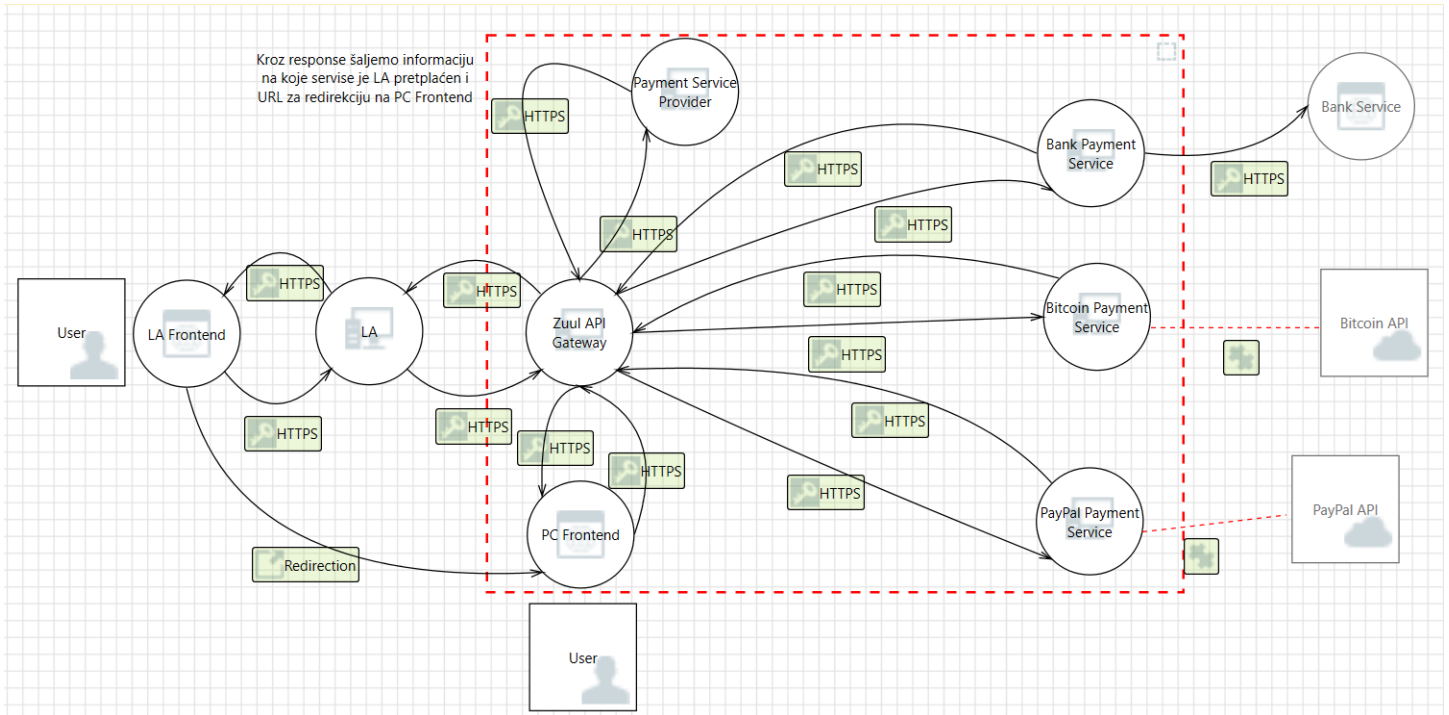 Kroz response šaljemo informaciju
na koje servise je LA pretplaćen i
URL za redirekciju na PC Frontend
Payment Service
Provider
HTTPS
HTTPS
Bank Payment
Service
Bank Service
HTTPS
HTTPS
HTTPS
User
LA Frontend
HTTPS
HTTPS
LA
HTTPS
HTTPS
Zuul API
Gateway
HTTPS
HTTPS
Bitcoin Payment
Service
Bitcoin API
HTTPS
HTTPS
PayPal Payment
Service
PayPal API
HTTPS
HTTPS
PC Frontend
Redirection
User